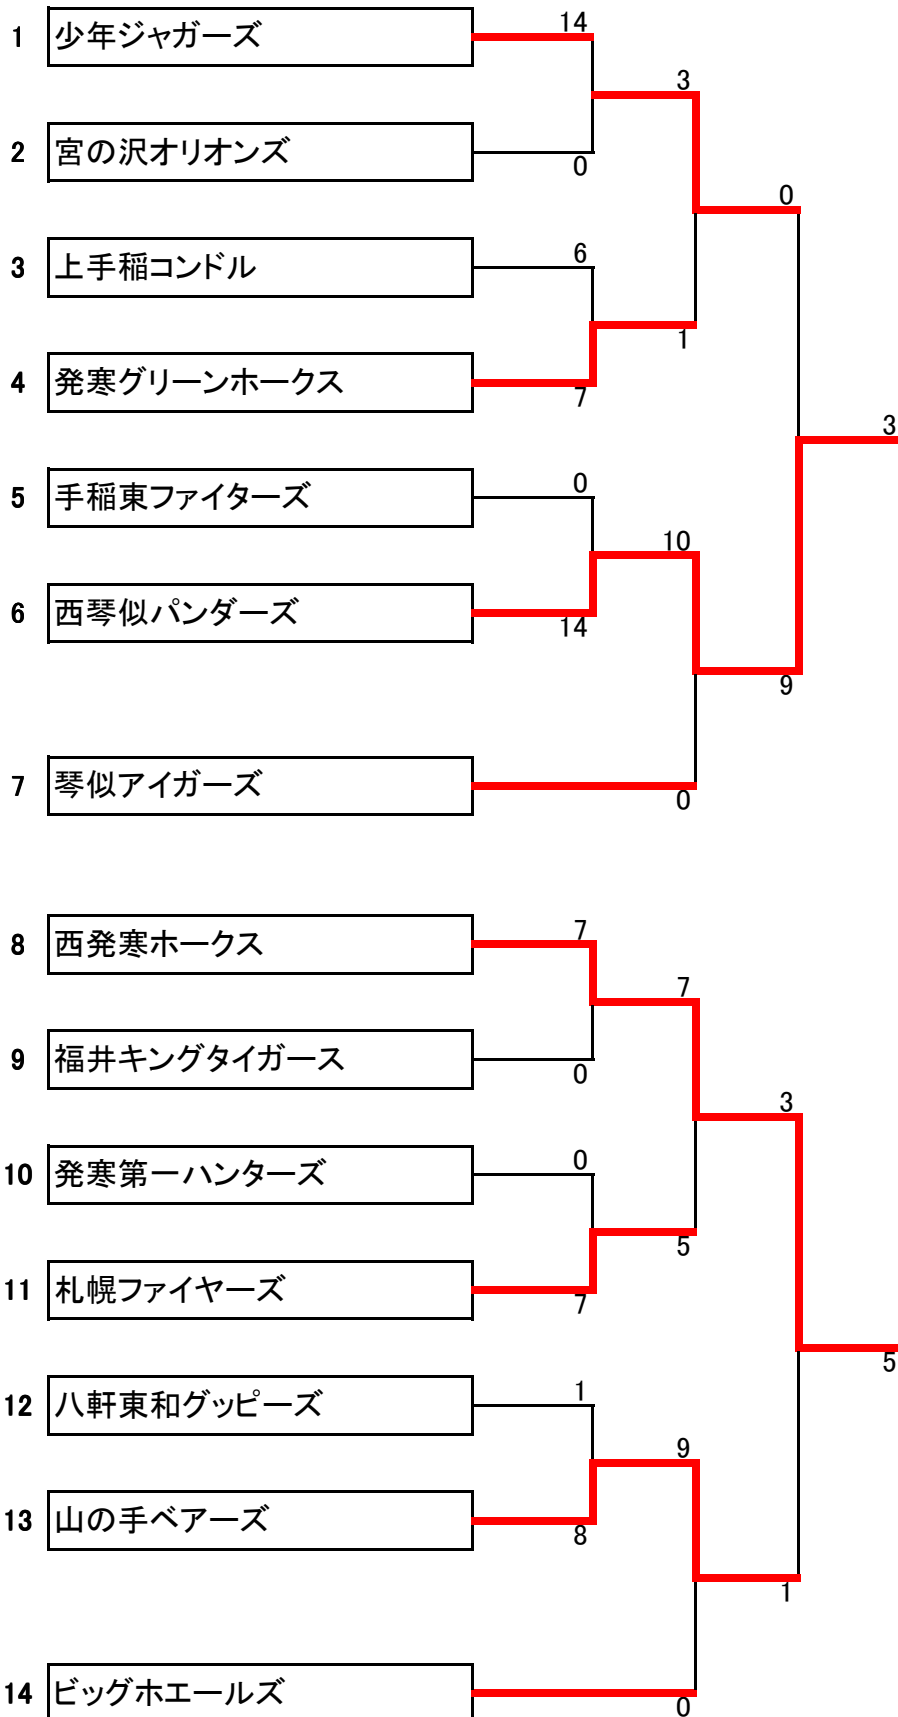 14
1 少年ジャガーズ
3
2 宮の沢オリオンズ
0
0
6
3 上手稲コンドル
1
4 発寒グリーンホークス
7
3
0
5 手稲東ファイターズ
10
6 西琴似パンダーズ
14
9
7 琴似アイガーズ
0
7
8 西発寒ホークス
7
9 福井キングタイガース
0
3
0
10 発寒第一ハンターズ
5
11 札幌ファイヤーズ
7
5
1
12 八軒東和グッピーズ
9
13 山の手ベアーズ
8
1
14 ビッグホエールズ
0